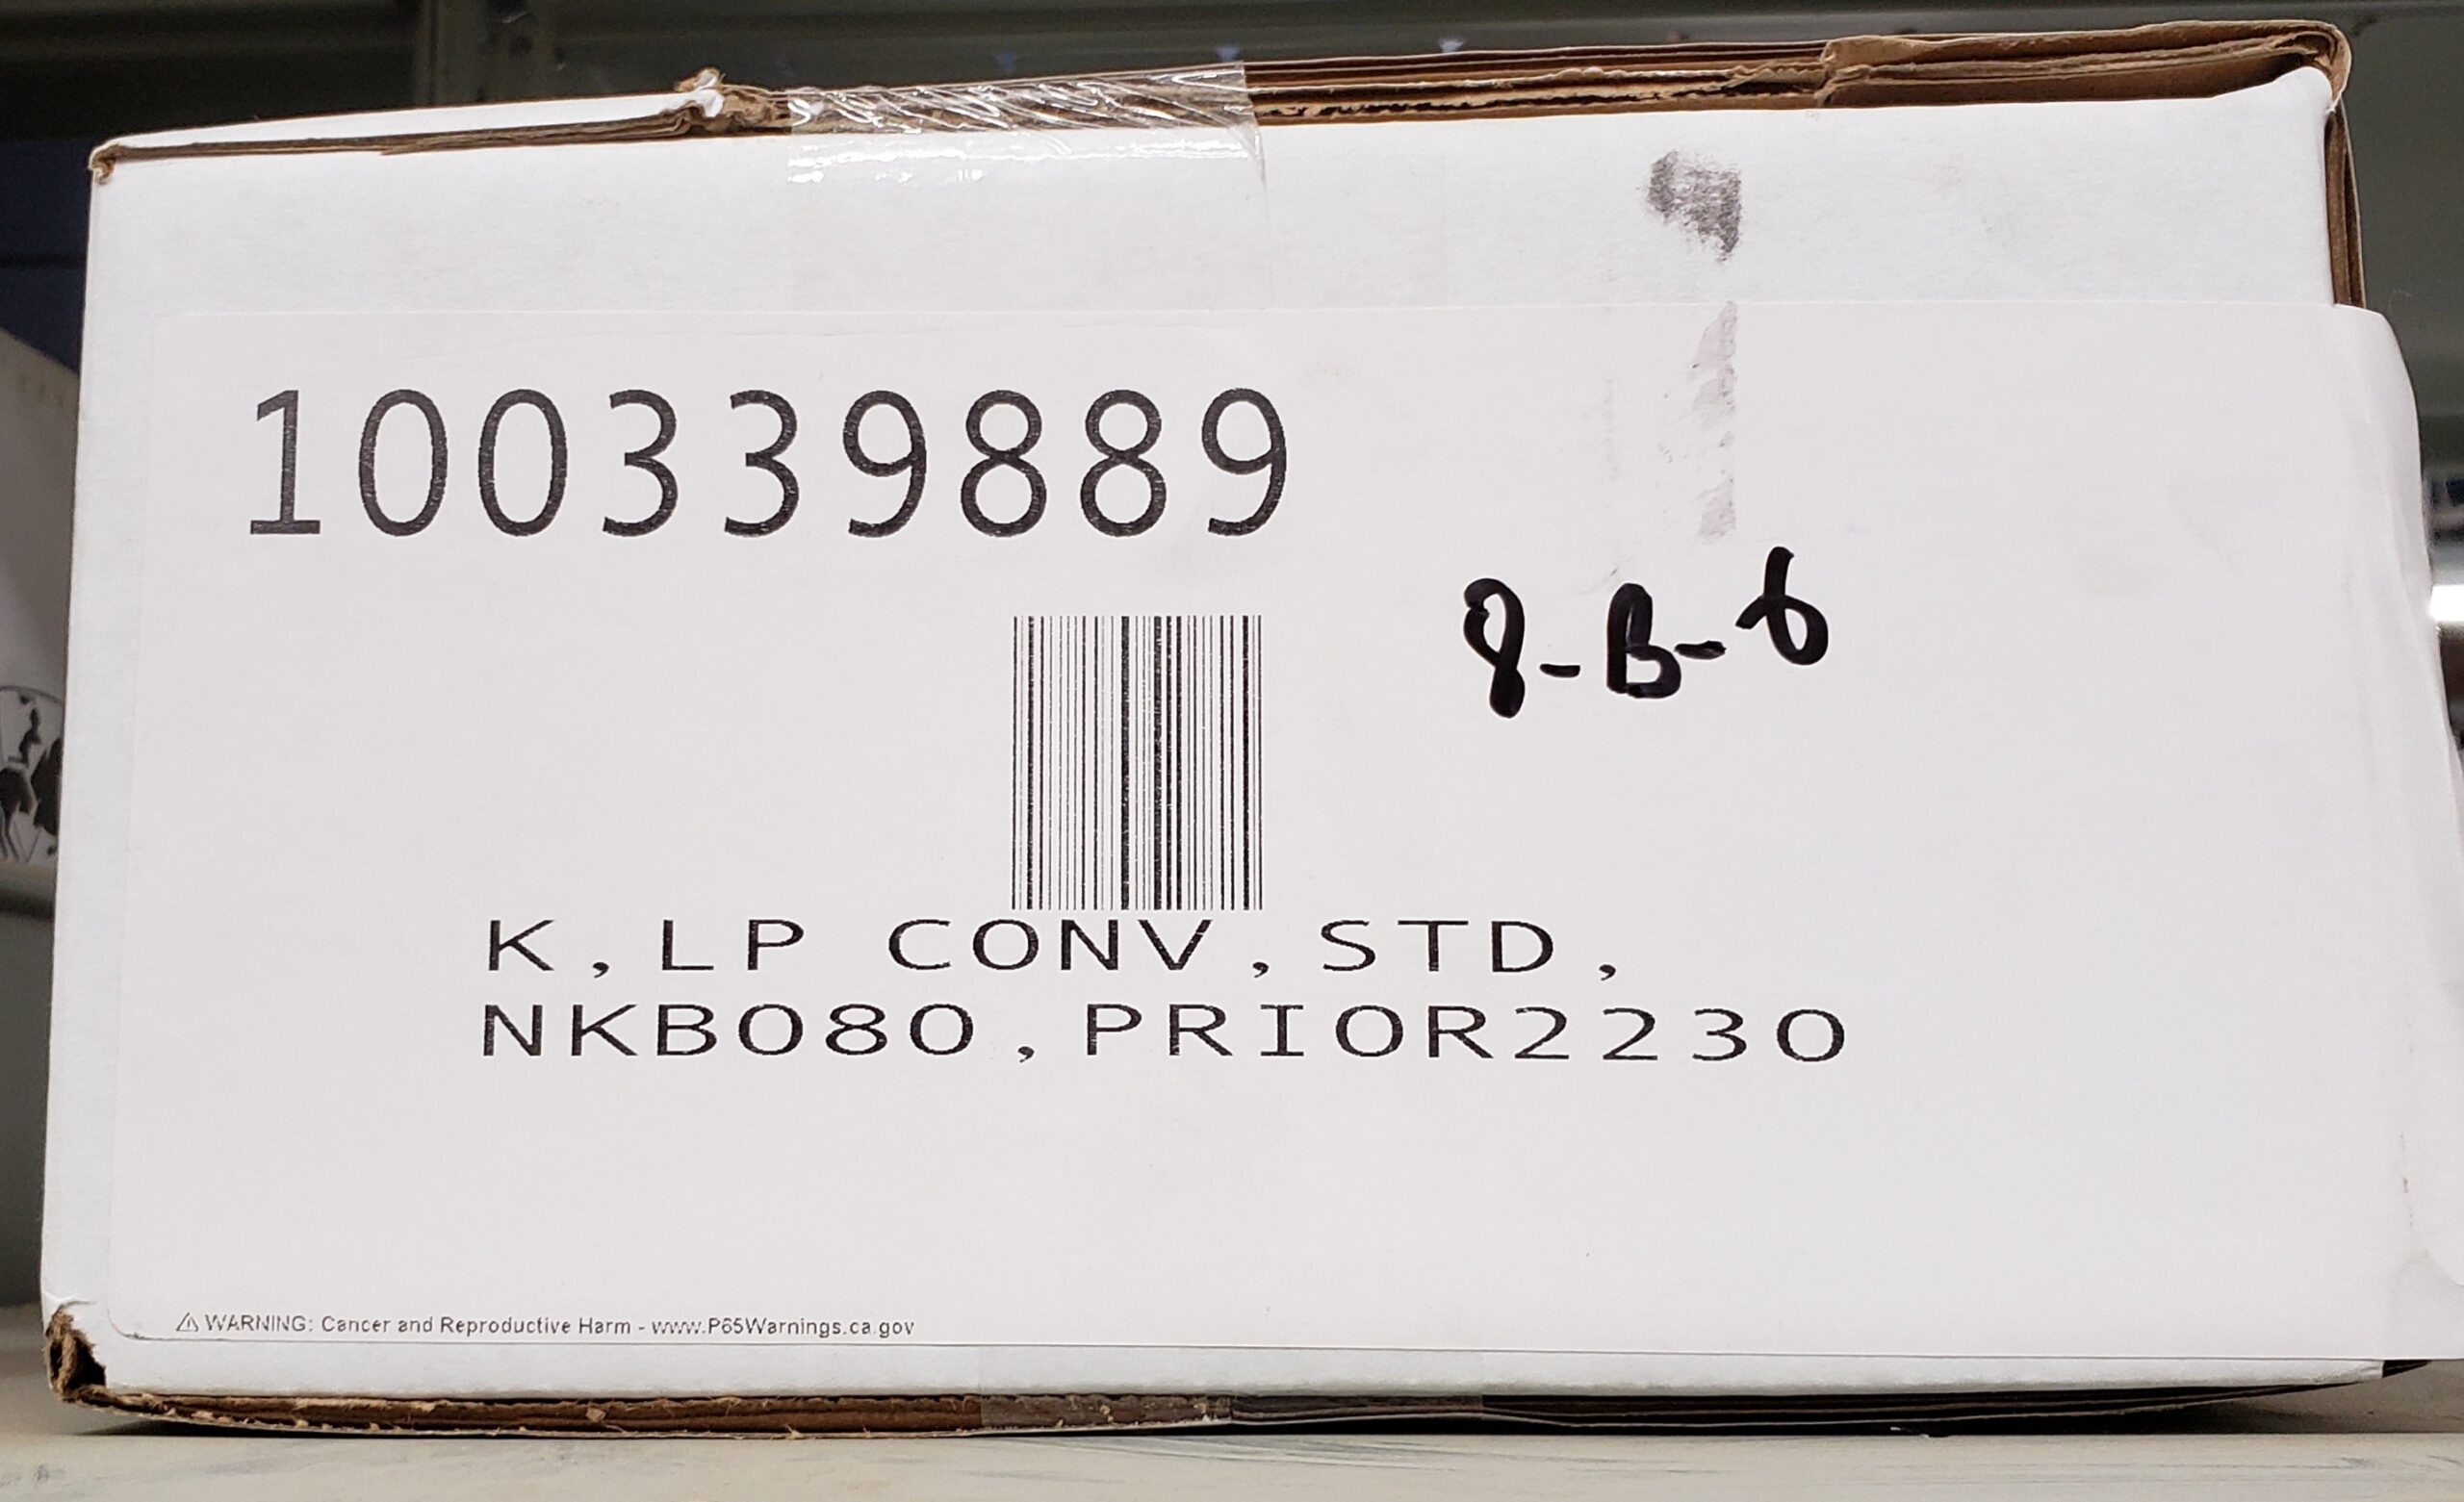 100339889
8-B-6
K,LP CONV,STD,
NKB080,PRIOR2230
⚠ WARNING: Cancer and Reproductive Harm - www.P65Warnings.ca.gov